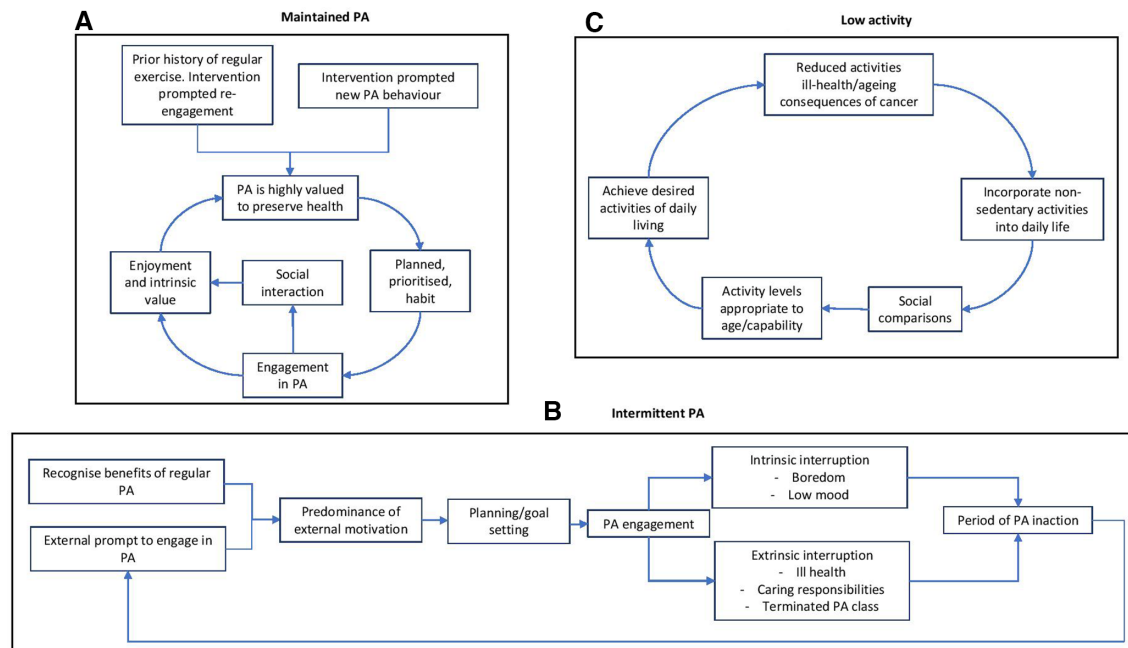 A
Maintained PA
Prior history of regular
exercise. Intervention
prompted re-
engagement
Intervention prompted
new PA behaviour
PA is highly valued
to preserve health
Enjoyment
and intrinsic
value
Social
interaction
Planned,
prioritised,
habit
Engagement
in PA
C
Low activity
Reduced activities
ill-health/ageing
consequences of cancer
Achieve desired
activities of daily
living
Incorporate non-
sedentary activities
into daily life
Activity levels
appropriate to
age/capability
Social
comparisons
B
Intermittent PA
Recognise benefits of regular
PA
External prompt to engage in
PA
Predominance of
external motivation
Planning/goal
setting
PA engagement
Intrinsic interruption
- Boredom
- Low mood
Extrinsic interruption
- Ill health
- Caring responsibilities
- Terminated PA class
Period of PA inaction